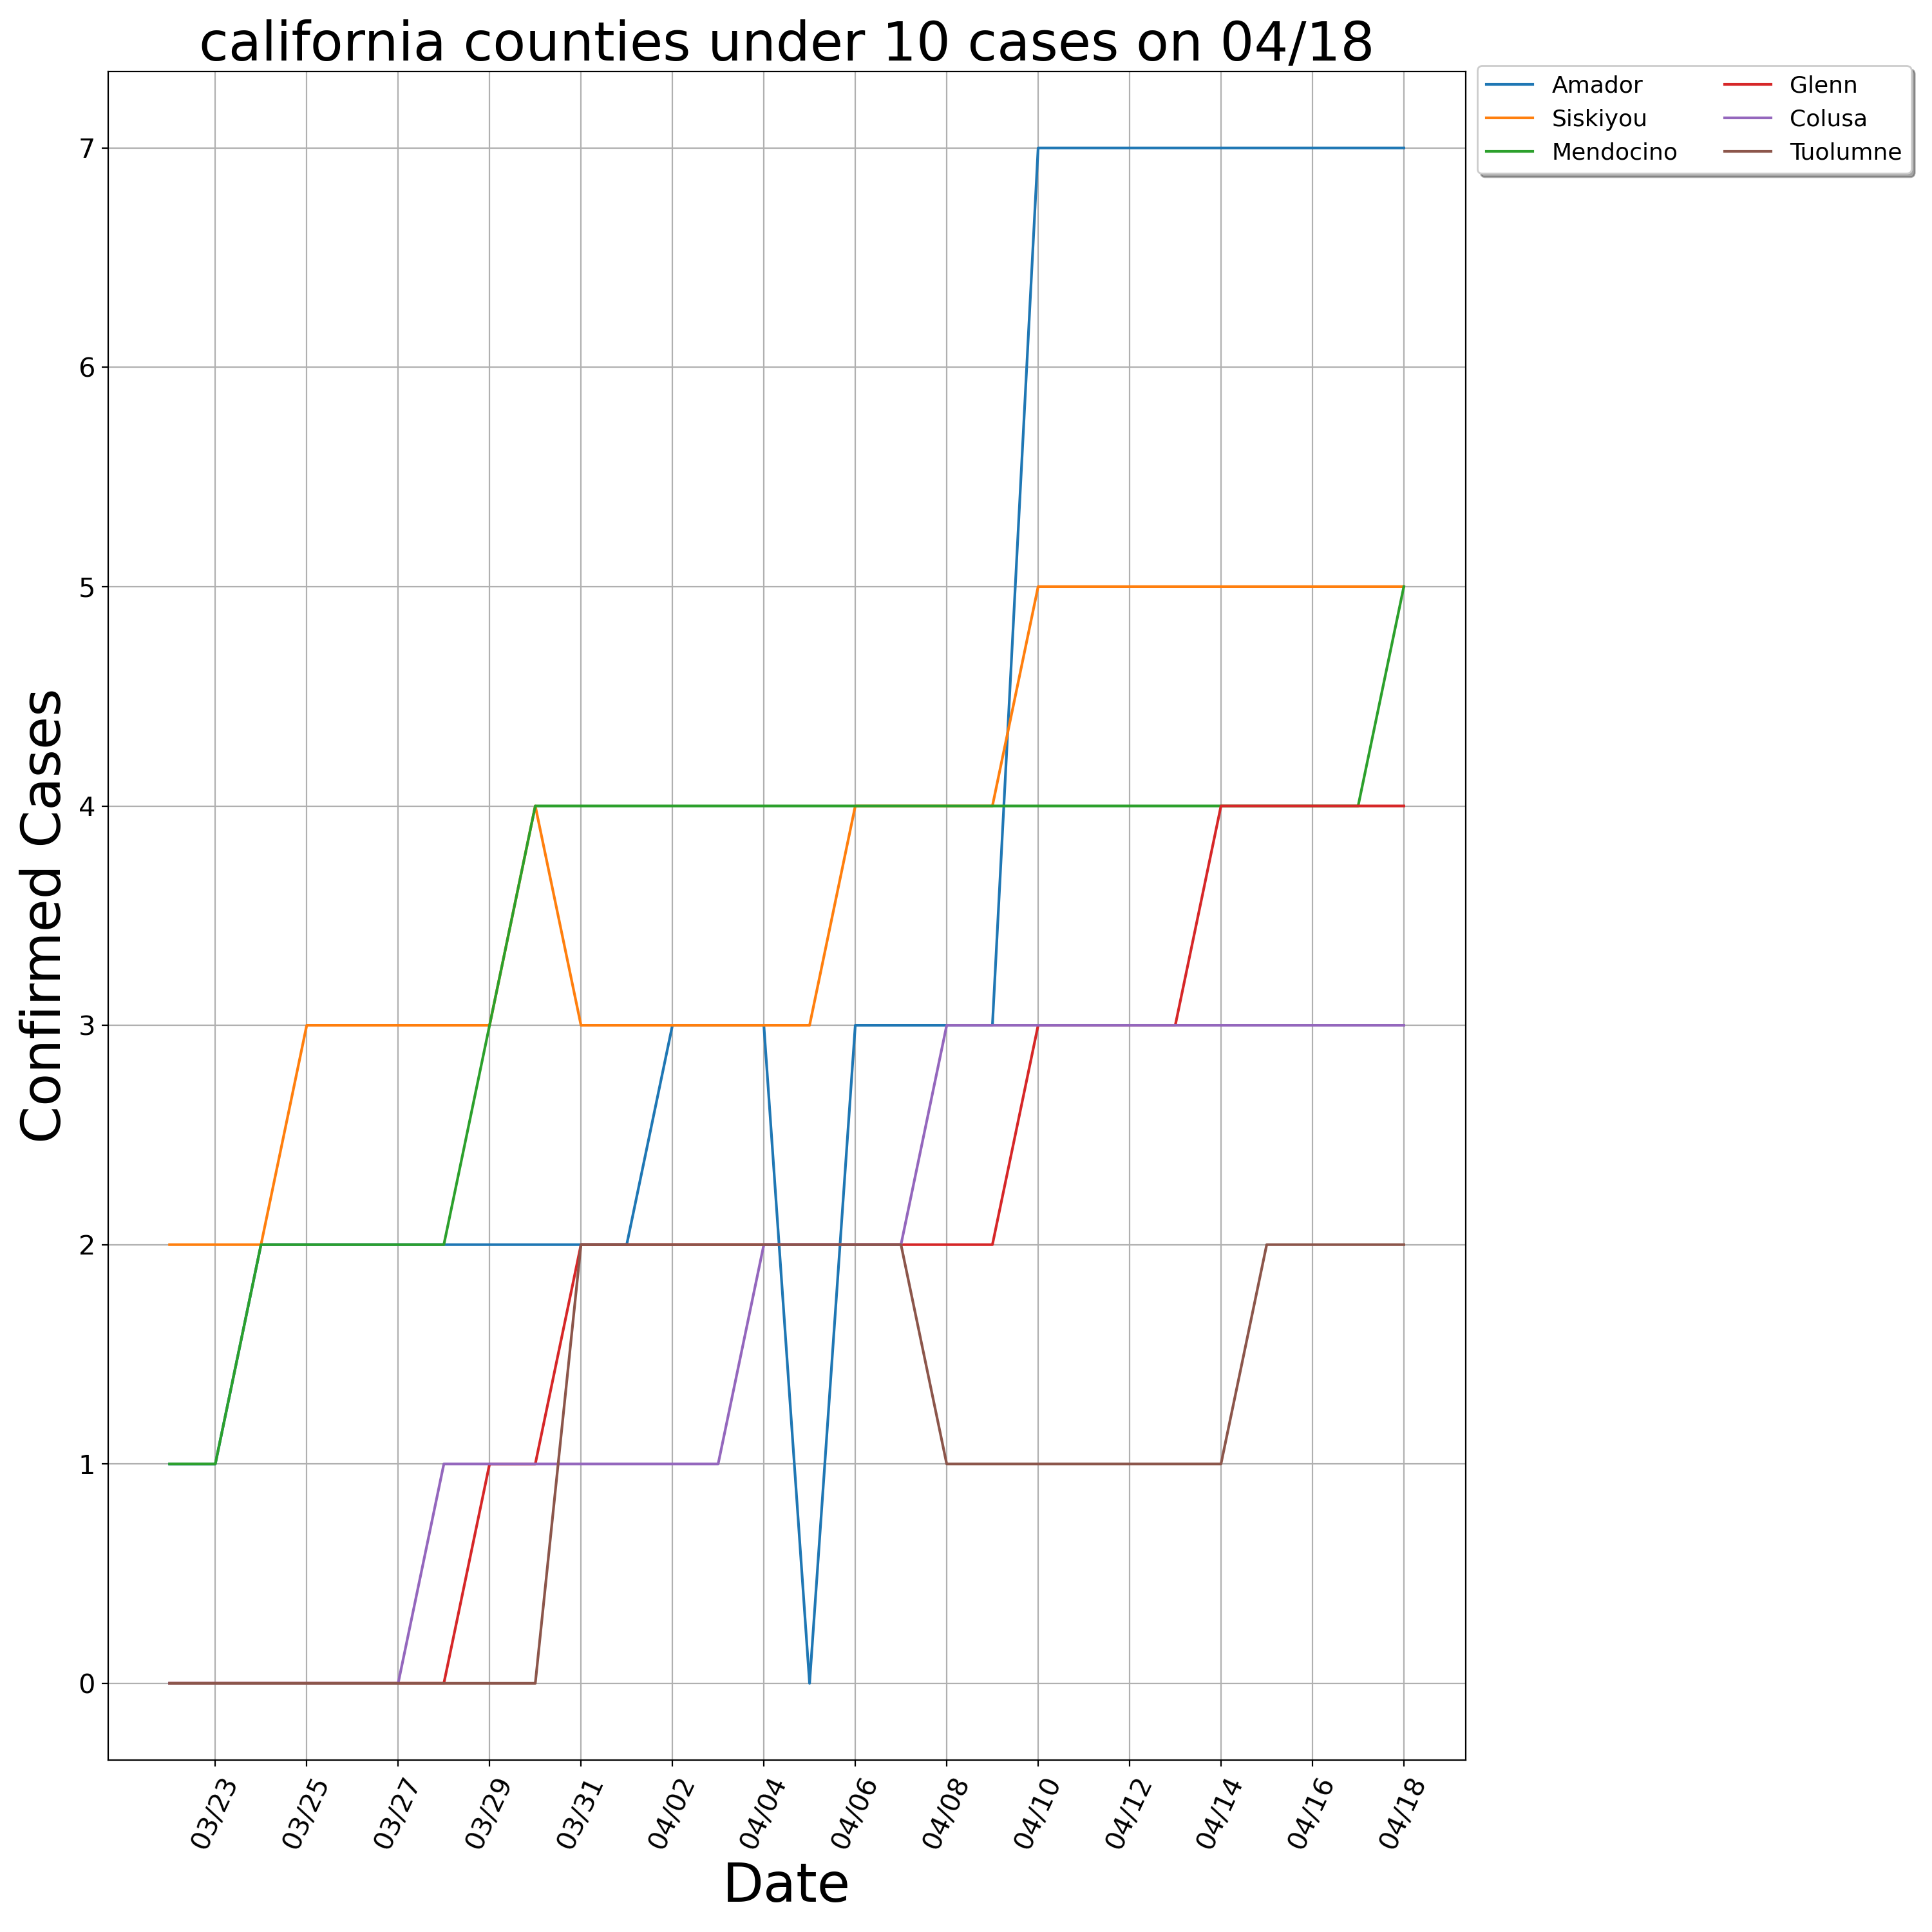 california counties under 10 cases on 04/18
Amador
Siskiyou
Mendocino
Glenn
Colusa
Tuolumne
Confirmed Cases
7
6
5
4
3
2
1
0
03/23
03/25
03/27
03/29
03/31
04/02
04/04
04/06
04/08
04/10
04/12
04/14
04/16
04/18
Date